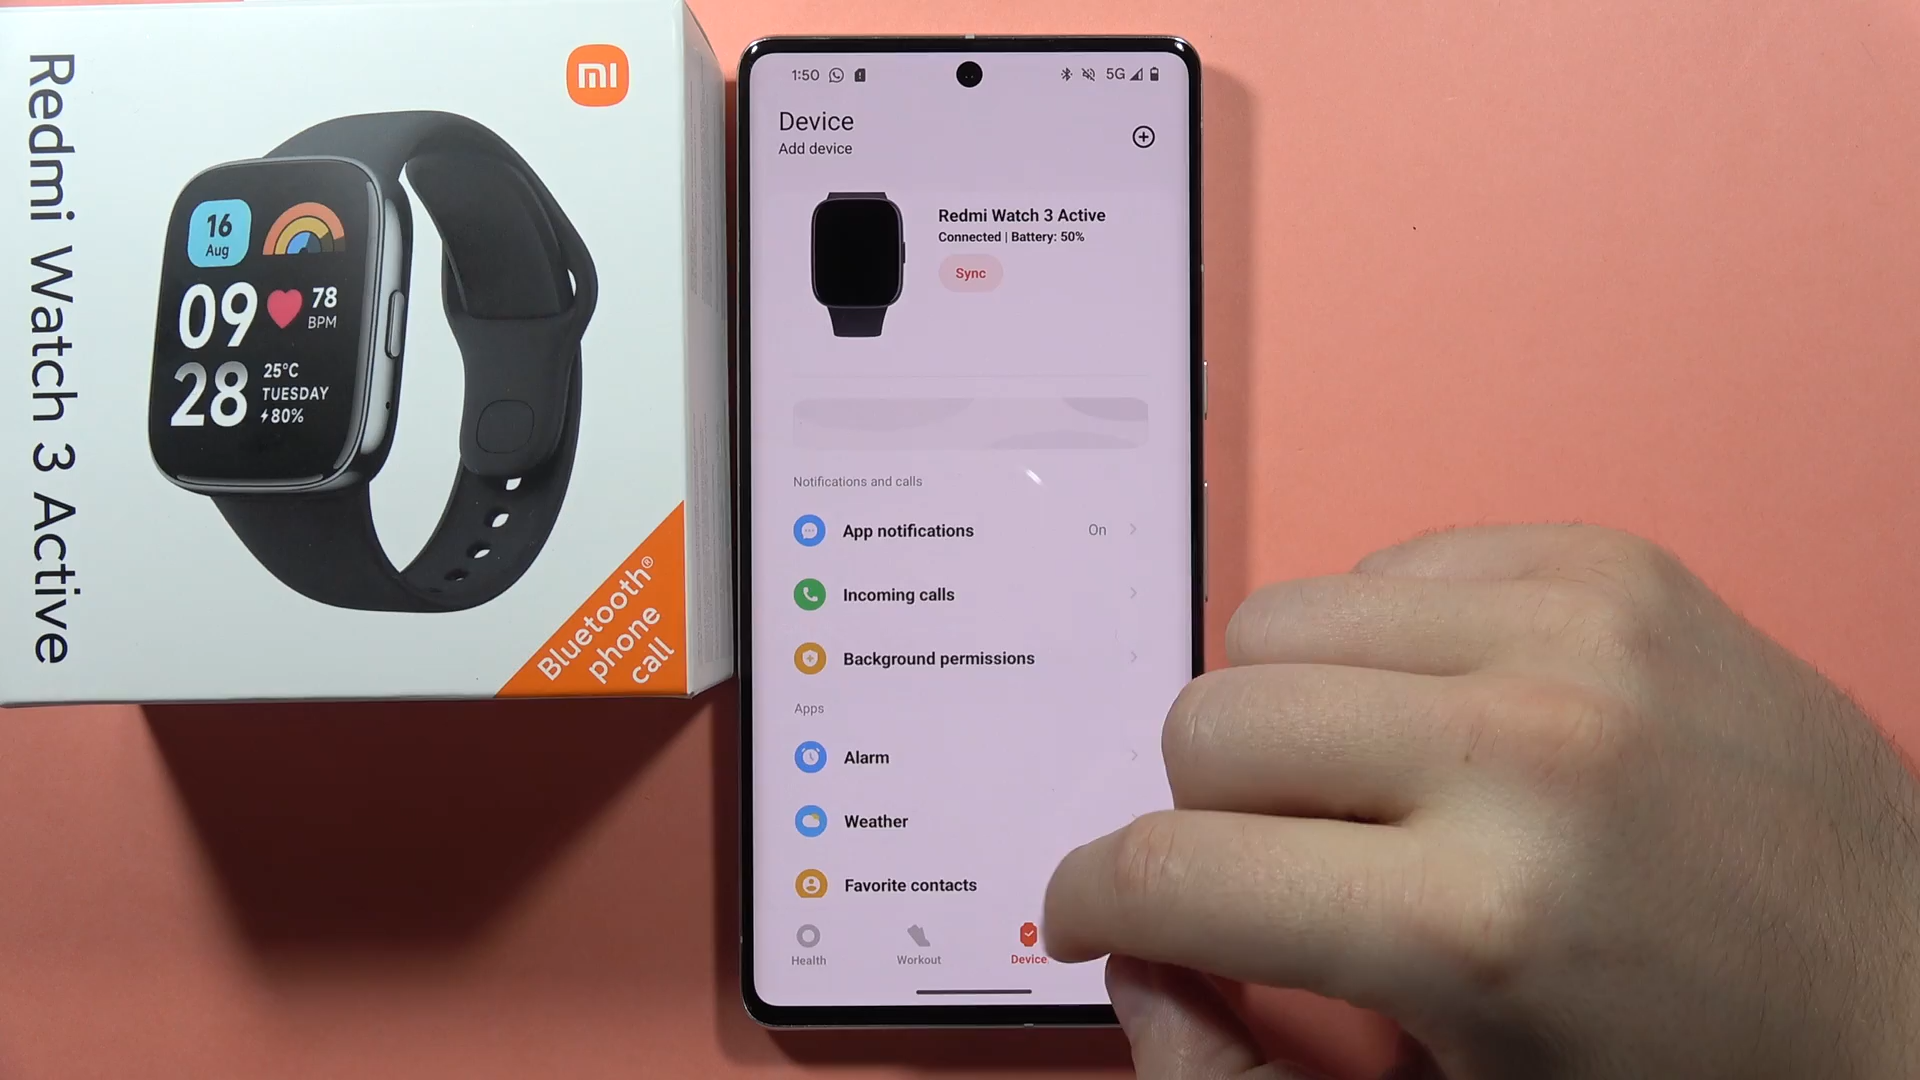 Redmi Watch 3 Active
mi
16
Aug
09
78
BPM
28
25°C
TUESDAY
80%
Bluetooth®
phone
call
1:50
5G
Device
Add device
Redmi Watch 3 Active
Connected | Battery: 50%
Sync
Notifications and calls
App notifications On
Incoming calls
Background permissions
Apps
Alarm
Weather
Favorite contacts
Health Workout Device